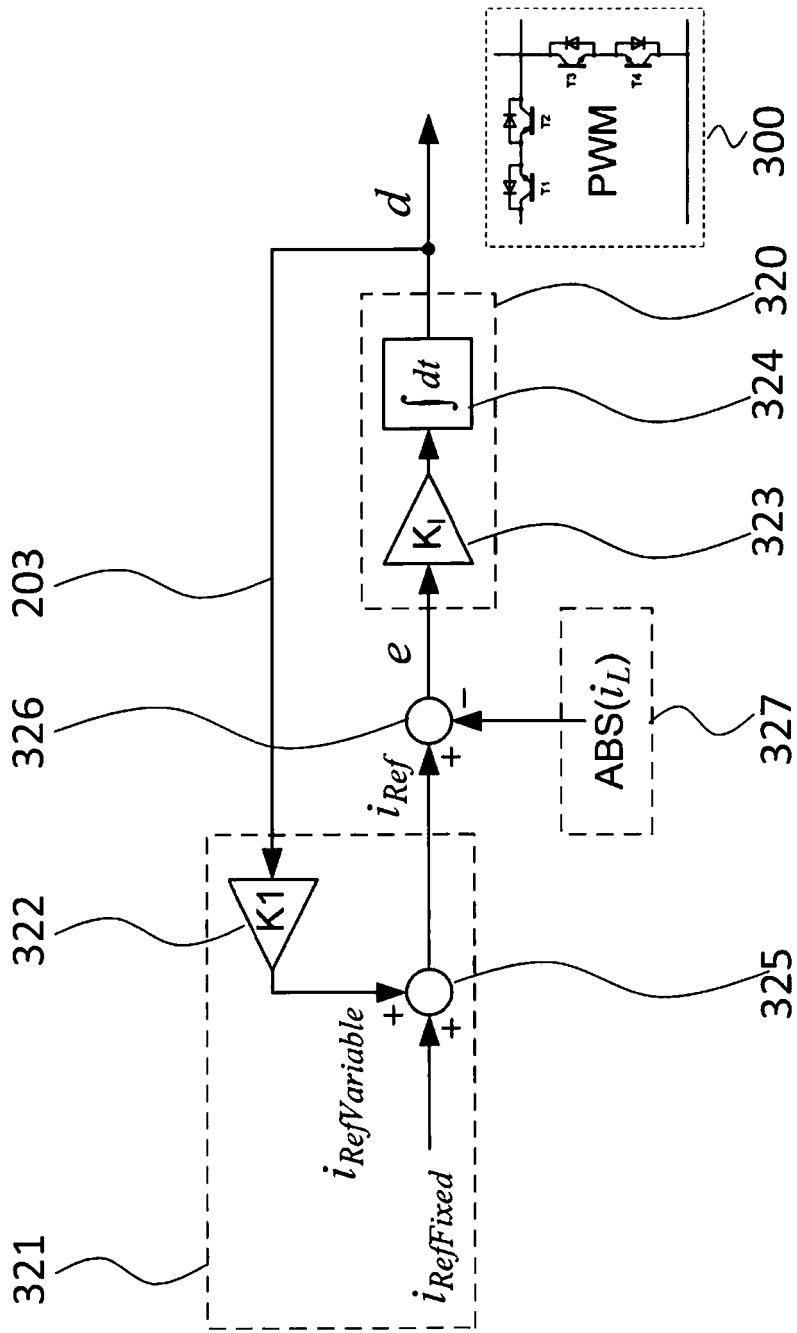 321
322
326
203
i_RefVariable
K1
i_RefFixed
+
+
i_Ref
+
−
e
K_I
∫ dt
d
ABS(i_L)
T1
T2
T3
T4
PWM
325
327
323
324
320
300